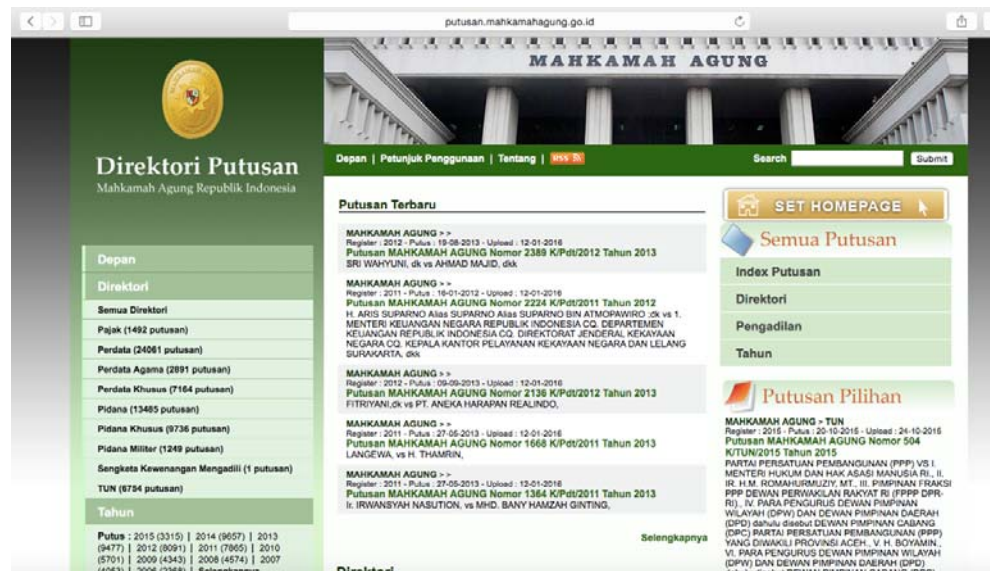 putusan.mahkamahagung.go.id
MAHKAMAH AGUNG
Direktori Putusan
Mahkamah Agung Republik Indonesia
Depan | Petunjuk Penggunaan | Tentang | RSS
Search
Submit
Depan
Direktori
Semua Direktori
Pajak (1492 putusan)
Perdata (24061 putusan)
Perdata Agama (2891 putusan)
Perdata Khusus (7164 putusan)
Pidana (13465 putusan)
Pidana Khusus (9736 putusan)
Pidana Militer (1249 putusan)
Sengketa Kewenangan Mengadili (1 putusan)
TUN (6754 putusan)
Tahun
Putus : 2015 (3315) | 2014 (9657) | 2013
(9477) | 2012 (8091) | 2011 (7865) | 2010
(5701) | 2009 (4343) | 2008 (4574) | 2007
Putusan Terbaru
MAHKAMAH AGUNG > >
Register : 2012 - Putus : 19-08-2013 - Upload : 12-01-2016
Putusan MAHKAMAH AGUNG Nomor 2389 K/Pdt/2012 Tahun 2013
SRI WAHYUNI, dk vs AHMAD MAJID, dkk
MAHKAMAH AGUNG > >
Register : 2011 - Putus : 16-01-2012 - Upload : 12-01-2016
Putusan MAHKAMAH AGUNG Nomor 2224 K/Pdt/2011 Tahun 2012
H. ARIS SUPARNO Alias SUPARNO Alias SUPARNO BIN ATMOPAWIRO ;dk vs 1.
MENTERI KEUANGAN NEGARA REPUBLIK INDONESIA CQ. DEPARTEMEN
KEUANGAN REPUBLIK INDONESIA CQ. DIREKTORAT JENDERAL KEKAYAAN
NEGARA CQ. KEPALA KANTOR PELAYANAN KEKAYAAN NEGARA DAN LELANG
SURAKARTA, dkk
MAHKAMAH AGUNG > >
Register : 2012 - Putus : 09-09-2013 - Upload : 12-01-2016
Putusan MAHKAMAH AGUNG Nomor 2136 K/Pdt/2012 Tahun 2013
FITRIYANI,dk vs PT. ANEKA HARAPAN REALINDO,
MAHKAMAH AGUNG > >
Register : 2011 - Putus : 27-05-2013 - Upload : 12-01-2016
Putusan MAHKAMAH AGUNG Nomor 1668 K/Pdt/2011 Tahun 2013
LANGEWA, vs H. THAMRIN,
MAHKAMAH AGUNG > >
Register : 2011 - Putus : 27-05-2013 - Upload : 12-01-2016
Putusan MAHKAMAH AGUNG Nomor 1364 K/Pdt/2011 Tahun 2013
Ir. IRWANSYAH NASUTION, vs MHD. BANY HAMZAH GINTING,
Selengkapnya
Direktori
SET HOMEPAGE
Semua Putusan
Index Putusan
Direktori
Pengadilan
Tahun
Putusan Pilihan
MAHKAMAH AGUNG > TUN
Register : 2015 - Putus : 20-10-2015 - Upload : 24-10-2015
Putusan MAHKAMAH AGUNG Nomor 504
K/TUN/2015 Tahun 2015
PARTAI PERSATUAN PEMBANGUNAN (PPP) VS I.
MENTERI HUKUM DAN HAK ASASI MANUSIA RI., II.
IR. H.M. ROMAHURMUZIY, MT., III. PIMPINAN FRAKSI
PPP DEWAN PERWAKILAN RAKYAT RI (FPPP DPR-
RI)., IV. PARA PENGURUS DEWAN PIMPINAN
WILAYAH (DPW) DAN DEWAN PIMPINAN DAERAH
(DPD) dahulu disebut DEWAN PIMPINAN CABANG
(DPC) PARTAI PERSATUAN PEMBANGUNAN (PPP)
YANG DIWAKILI PROVINSI ACEH., V. H. BOYAMIN.,
VI. PARA PENGURUS DEWAN PIMPINAN WILAYAH
(DPW) DAN DEWAN PIMPINAN DAERAH (DPD)